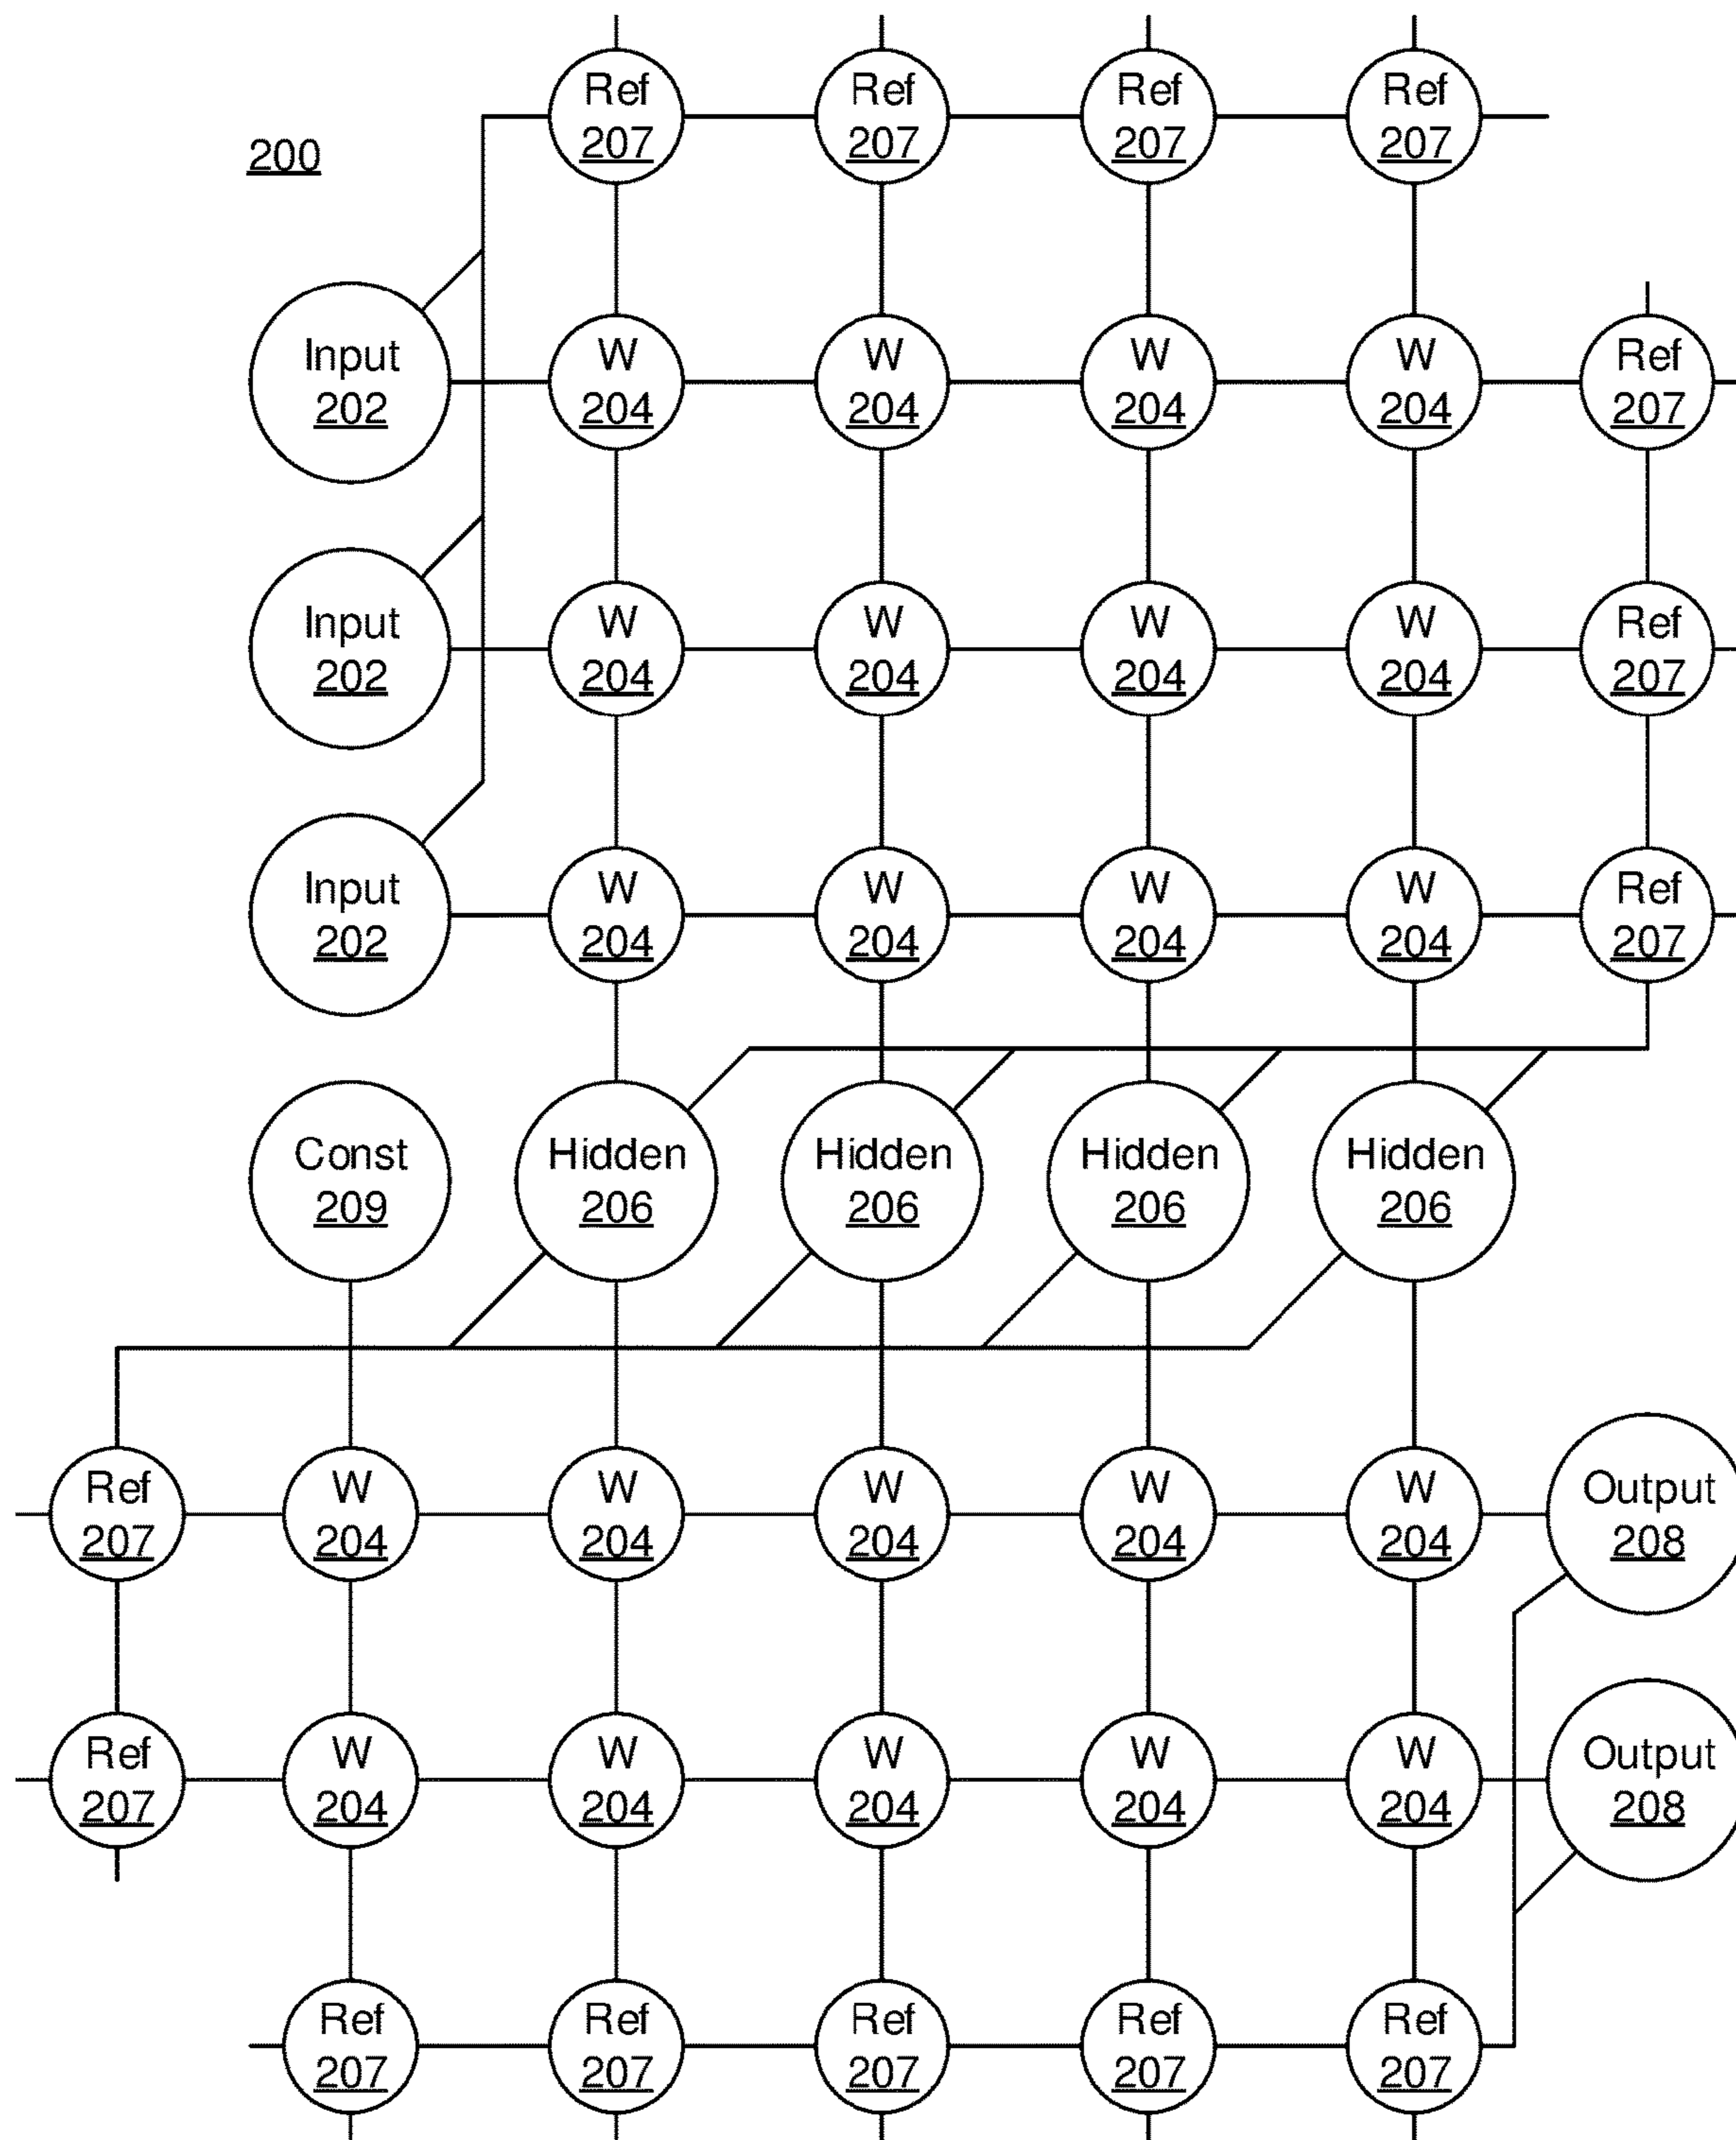 Ref Ref Ref Ref
207 207 207 207
200
Input W W W W Ref
202 204 204 204 204 207
Input W W W W Ref
202 204 204 204 204 207
Input W W W W Ref
202 204 204 204 204 207
Const Hidden Hidden Hidden Hidden
209 206 206 206 206
Ref W W W W W Output
207 204 204 204 204 204 208
Ref W W W W W Output
207 204 204 204 204 204 208
Ref Ref Ref Ref Ref
207 207 207 207 207